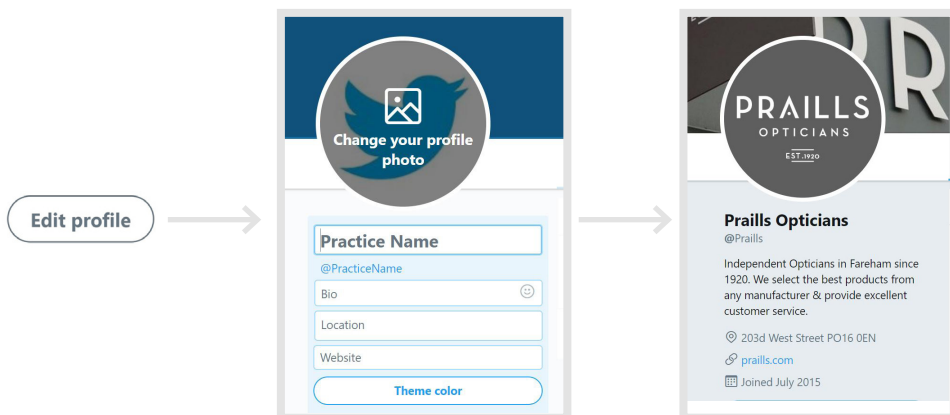 Edit profile
Change your profile
photo
Practice Name
@PracticeName
Bio
Location
Website
Theme color
PR
PRAILLS
OPTICIANS
EST.1920
Praills Opticians
@Praills
Independent Opticians in Fareham since
1920. We select the best products from
any manufacturer & provide excellent
customer service.
203d West Street PO16 0EN
praills.com
Joined July 2015